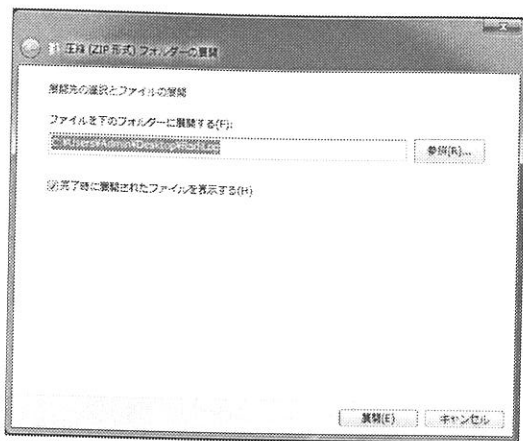 圧縮 (ZIP 形式) フォルダーの展開
展開先の選択とファイルの展開
ファイルを下のフォルダーに展開する(F):
参照(R)...
完了時に展開されたファイルを表示する(H)
展開(E)
キャンセル